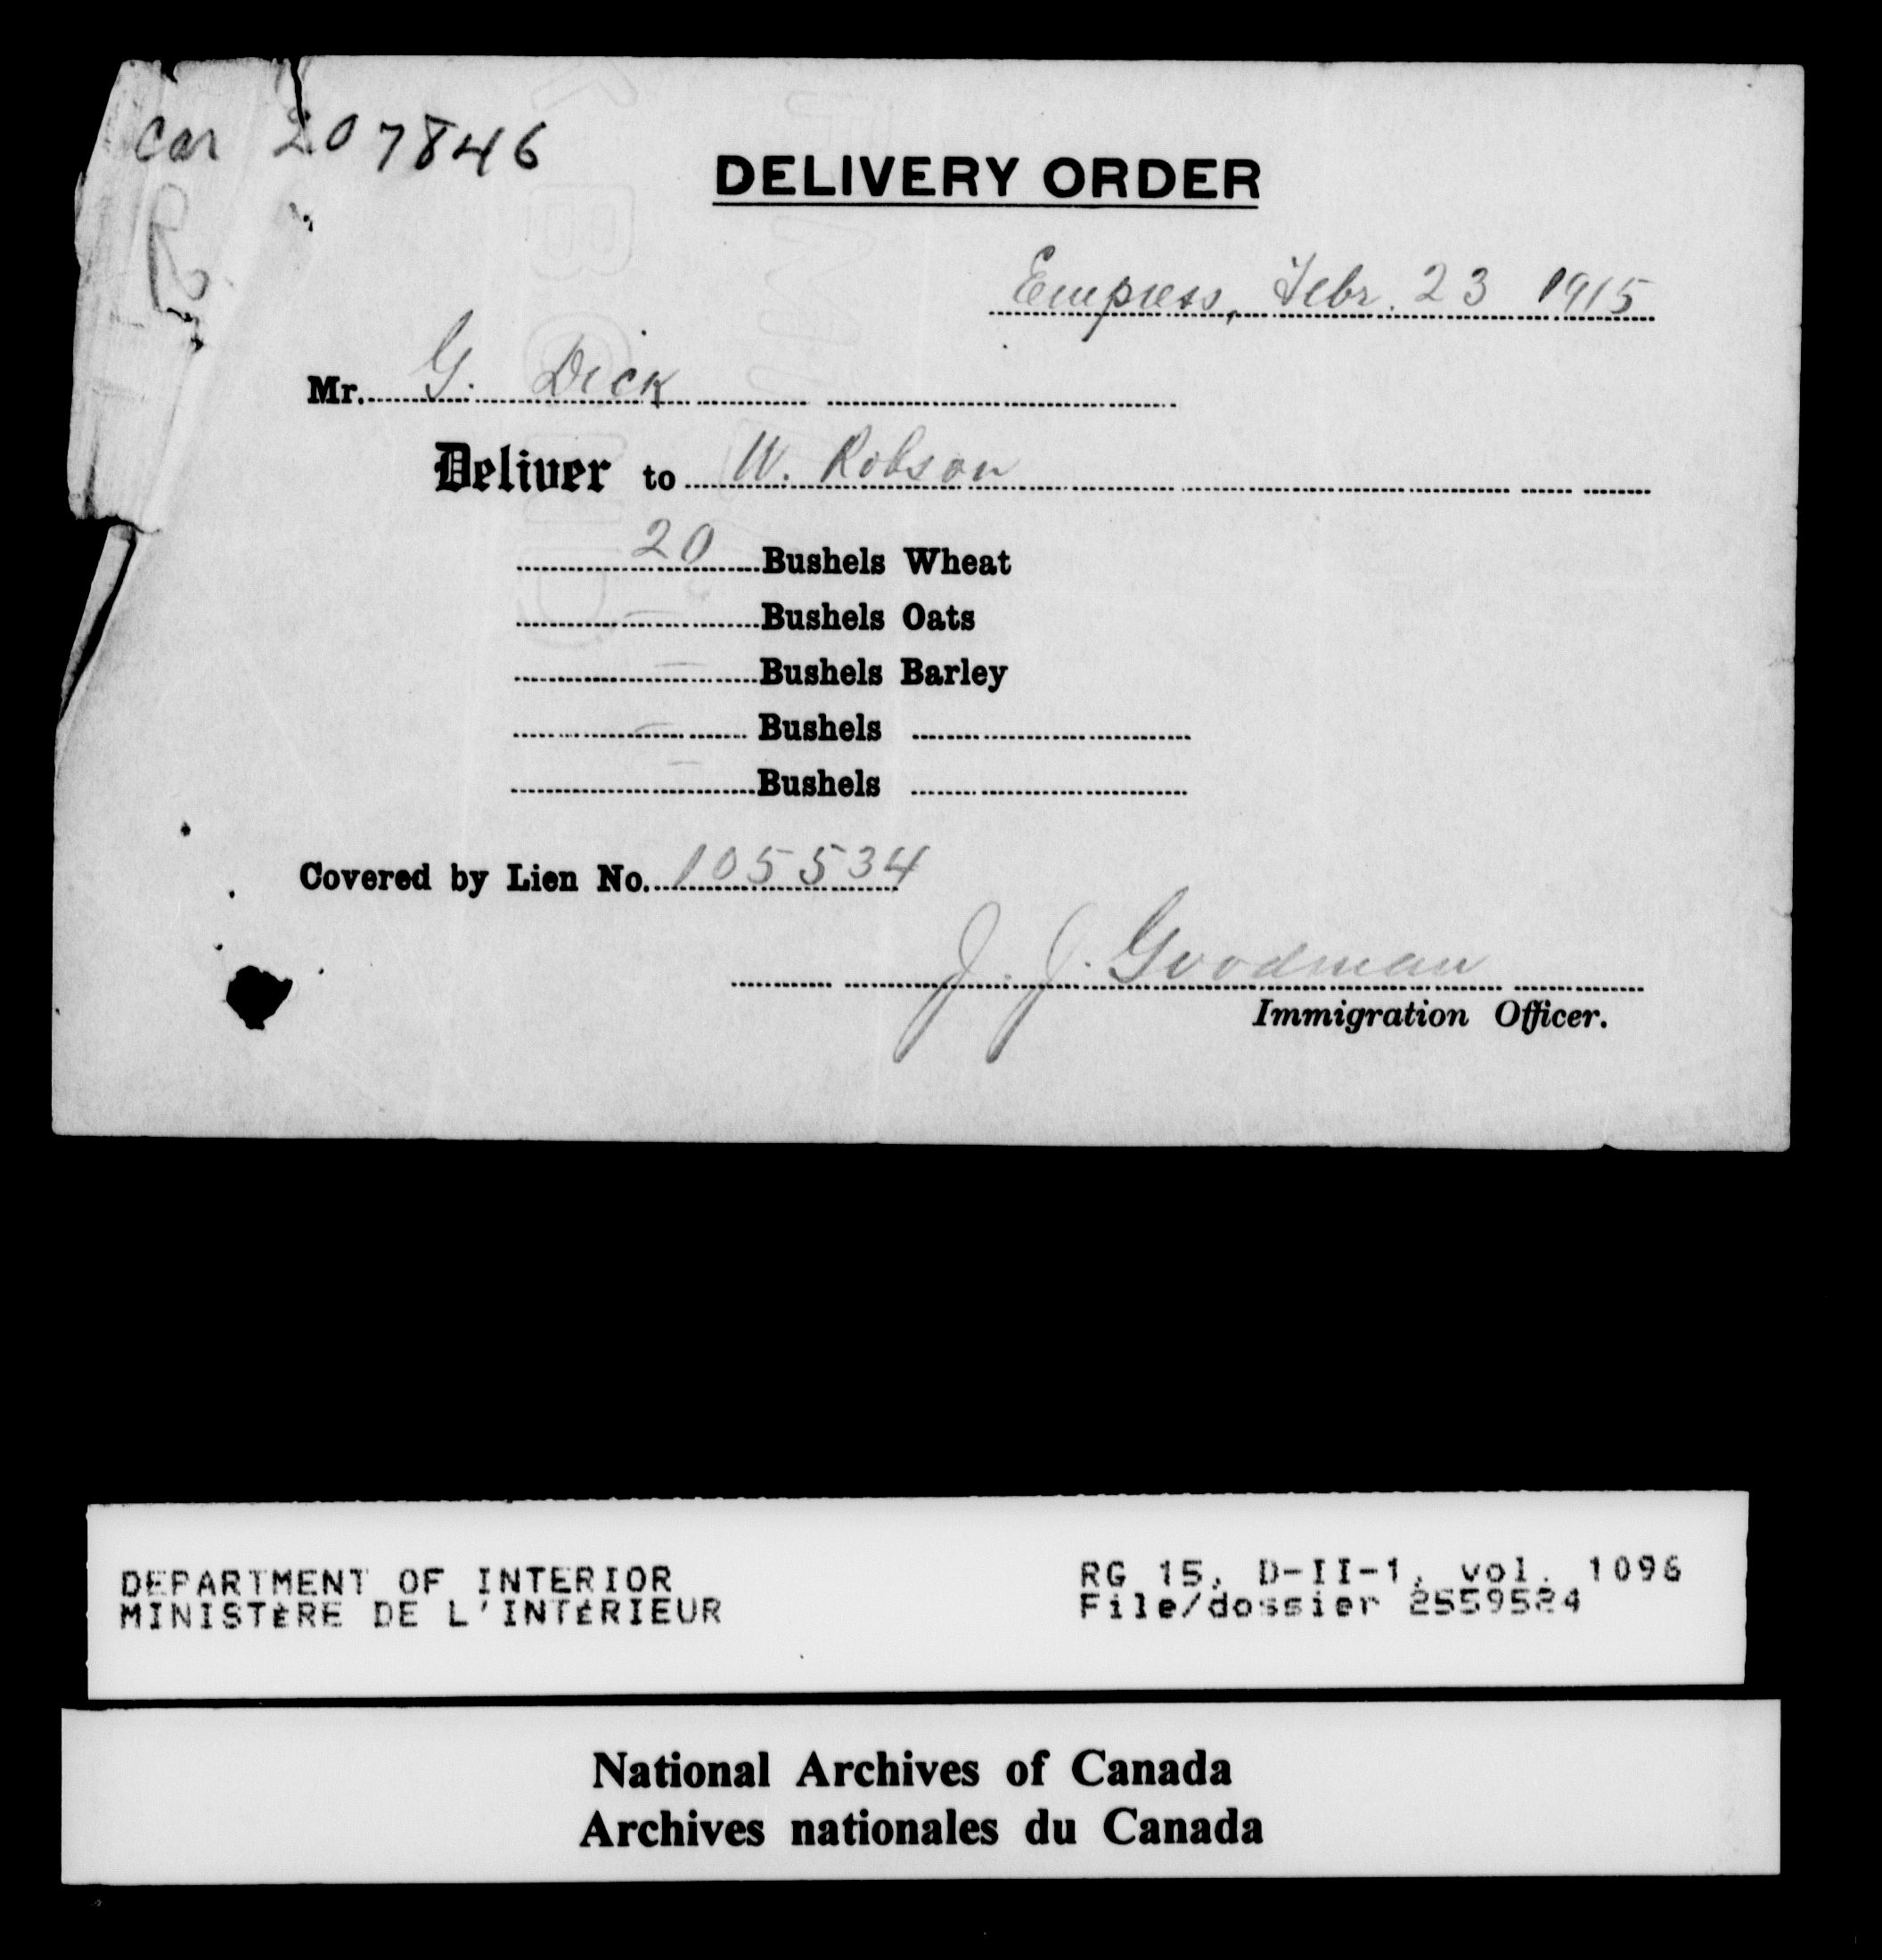 Car 207846
DELIVERY ORDER
Empress, Febr. 23 1915
Mr. G. Dick
Deliver to W. Robson
20 Bushels Wheat
Bushels Oats
Bushels Barley
Bushels
Bushels
Covered by Lien No. 105534
J. J. Goodman
Immigration Officer.
DEPARTMENT OF INTERIOR
MINISTÈRE DE L'INTÉRIEUR
RG 15, D-II-1, vol. 1096
File/dossier 2559524
National Archives of Canada
Archives nationales du Canada